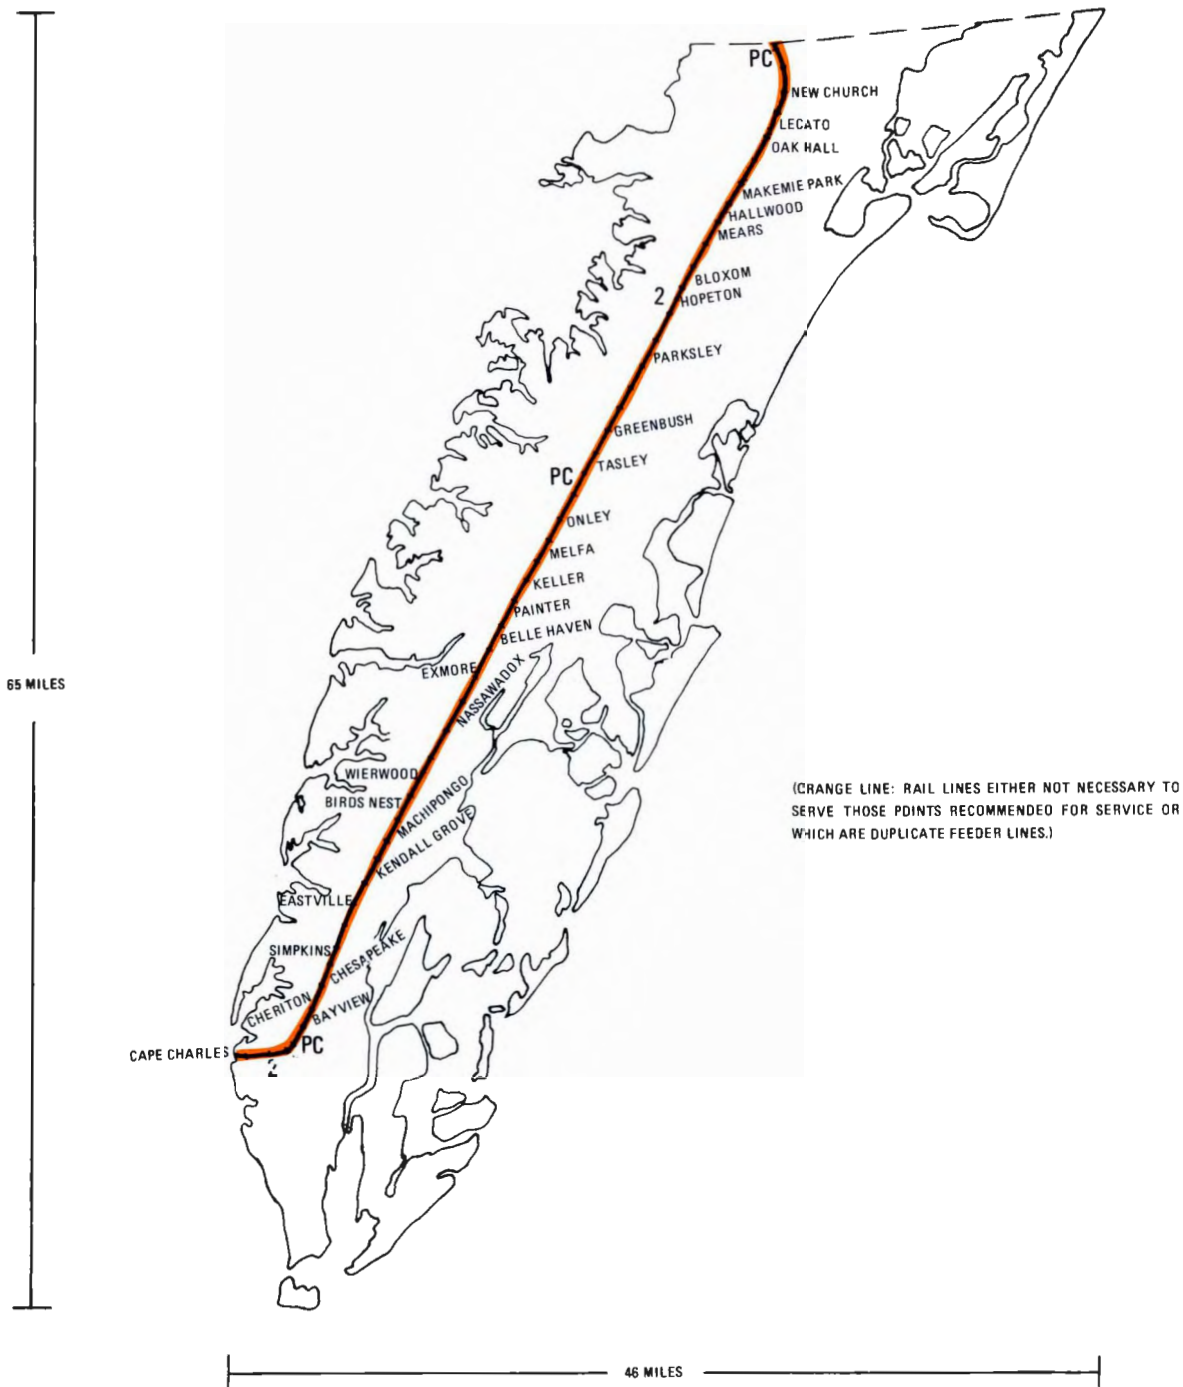 PC
NEW CHURCH
LECATO
OAK HALL
MAKEMIE PARK
HALLWOOD
MEARS
BLOXOM
2
HOPETON
PARKSLEY
GREENBUSH
TASLEY
PC
ONLEY
MELFA
KELLER
PAINTER
BELLE HAVEN
EXMORE
65 MILES
NASSAWADOX
WIERWOOD
BIRDS NEST
MACHIPONGO
KENDALL GROVE
(CRANGE LINE: RAIL LINES EITHER NOT NECESSARY TO
SERVE THOSE POINTS RECOMMENDED FOR SERVICE OR
WHICH ARE DUPLICATE FEEDER LINES.)
EASTVILLE
SIMPKINS
CHESAPEAKE
CHERITON
BAYVIEW
PC
CAPE CHARLES
2
46 MILES